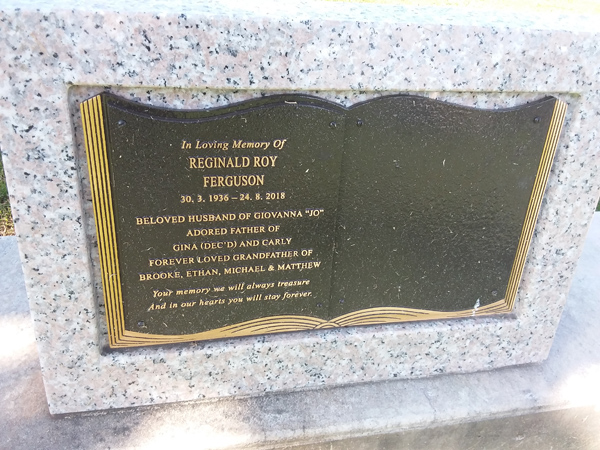 In Loving Memory Of
REGINALD ROY
FERGUSON
30. 3. 1936 – 24. 8. 2018
BELOVED HUSBAND OF GIOVANNA "JO"
ADORED FATHER OF
GINA (DEC'D) AND CARLY
FOREVER LOVED GRANDFATHER OF
BROOKE, ETHAN, MICHAEL & MATTHEW
Your memory we will always treasure
And in our hearts you will stay forever.